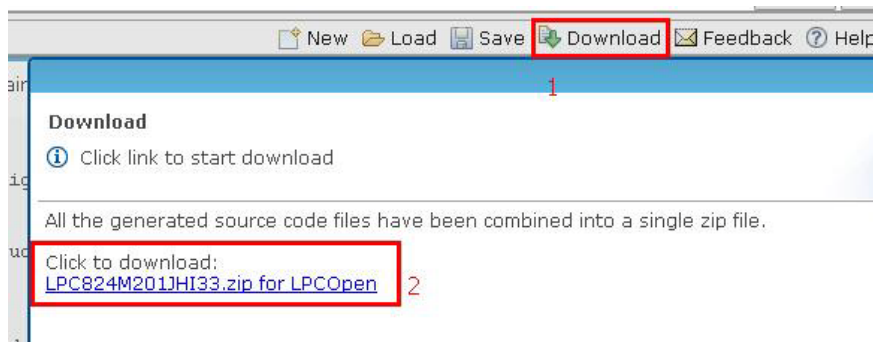 New Load Save Download Feedback Help
1
Download
Click link to start download
All the generated source code files have been combined into a single zip file.
Click to download:
LPC824M201JHI33.zip for LPCOpen
2